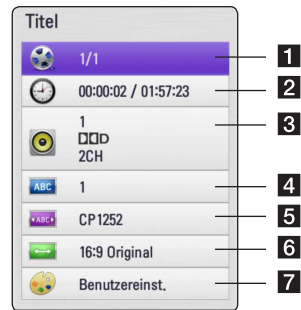 Titel
1/1
1
00:00:02 / 01:57:23
2
1
DD D
2CH
3
ABC
1
4
ABC
CP1252
5
16:9 Original
6
Benutzereinst.
7